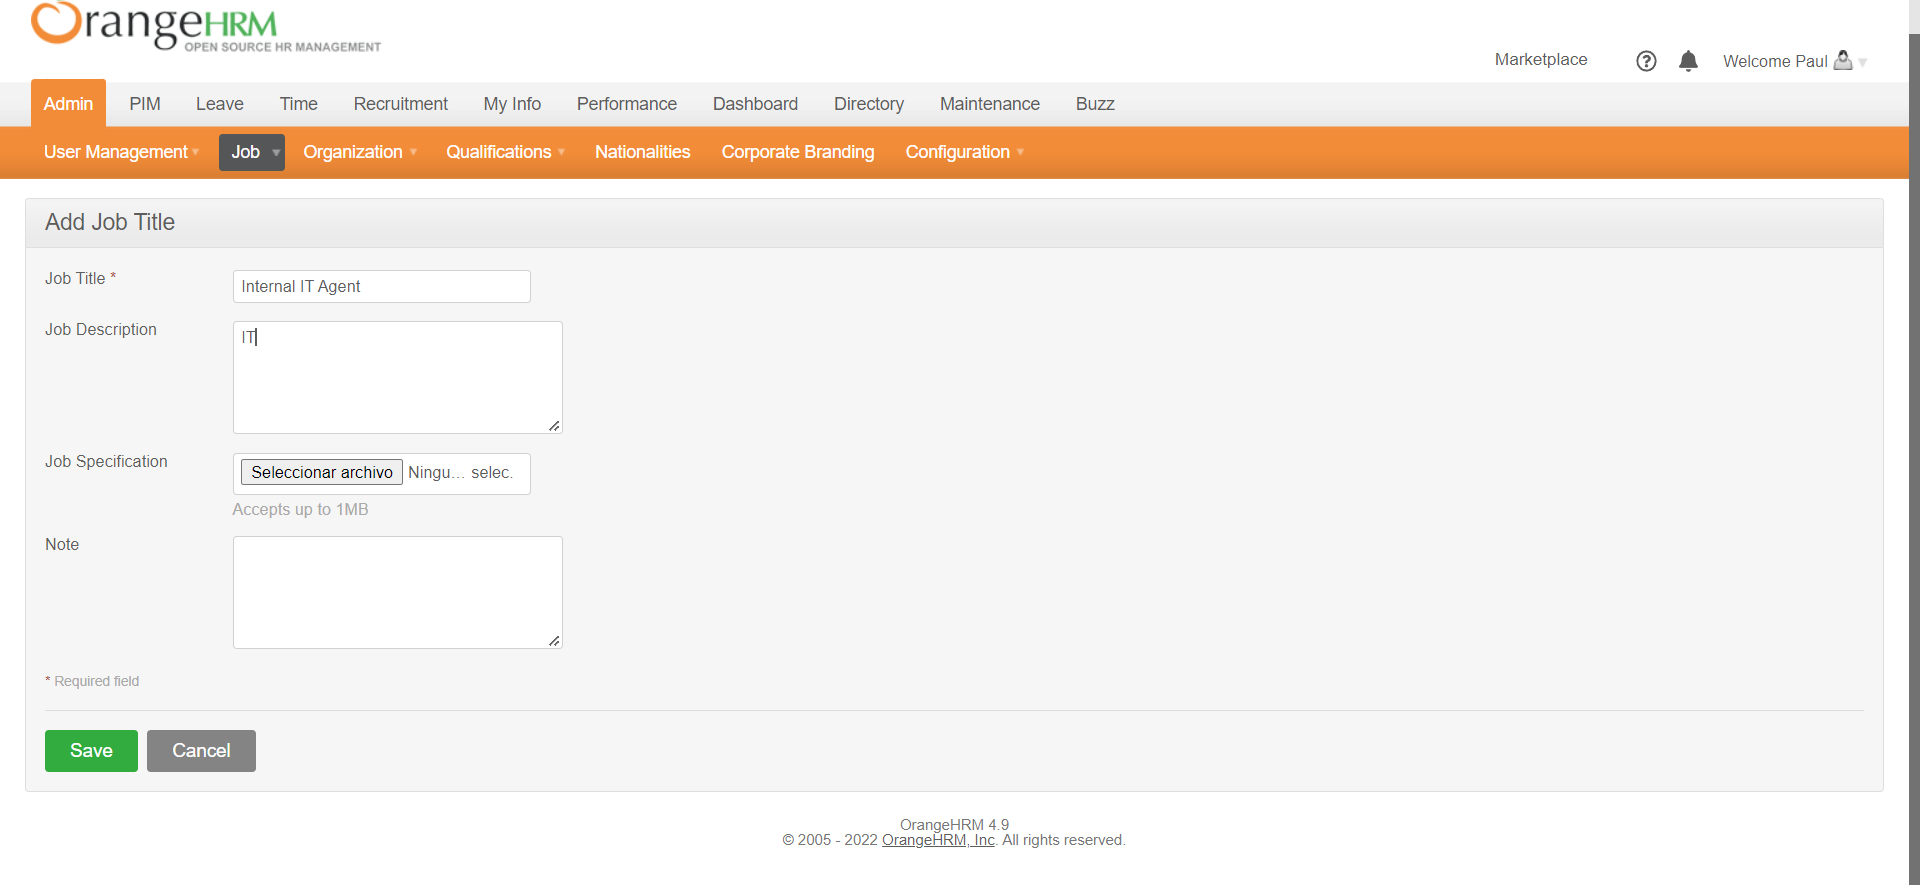 OrangeHRM
OPEN SOURCE HR MANAGEMENT
Marketplace
Welcome Paul
Admin PIM Leave Time Recruitment My Info Performance Dashboard Directory Maintenance Buzz
User Management Job Organization Qualifications Nationalities Corporate Branding Configuration
Add Job Title
Job Title *
Internal IT Agent
Job Description
IT
Job Specification
Seleccionar archivo Ningu... selec.
Accepts up to 1MB
Note
* Required field
Save Cancel
OrangeHRM 4.9
© 2005 - 2022 OrangeHRM, Inc. All rights reserved.